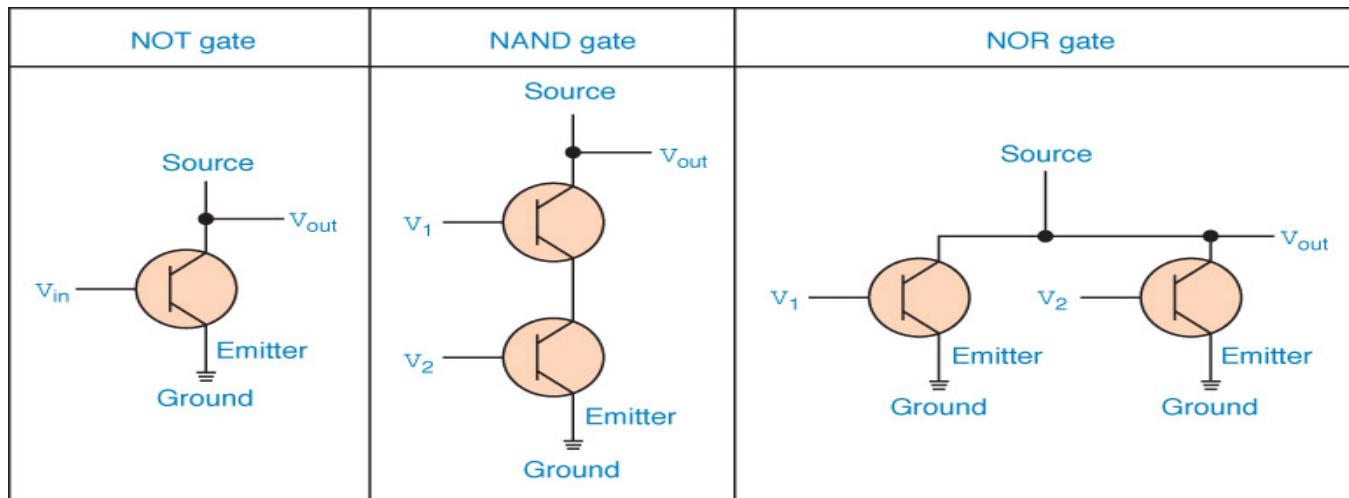 NOT gate
Source
Vout
Vin
Emitter
Ground
NAND gate
Source
Vout
V1
V2
Emitter
Ground
NOR gate
Source
Vout
V1
V2
Emitter
Emitter
Ground
Ground